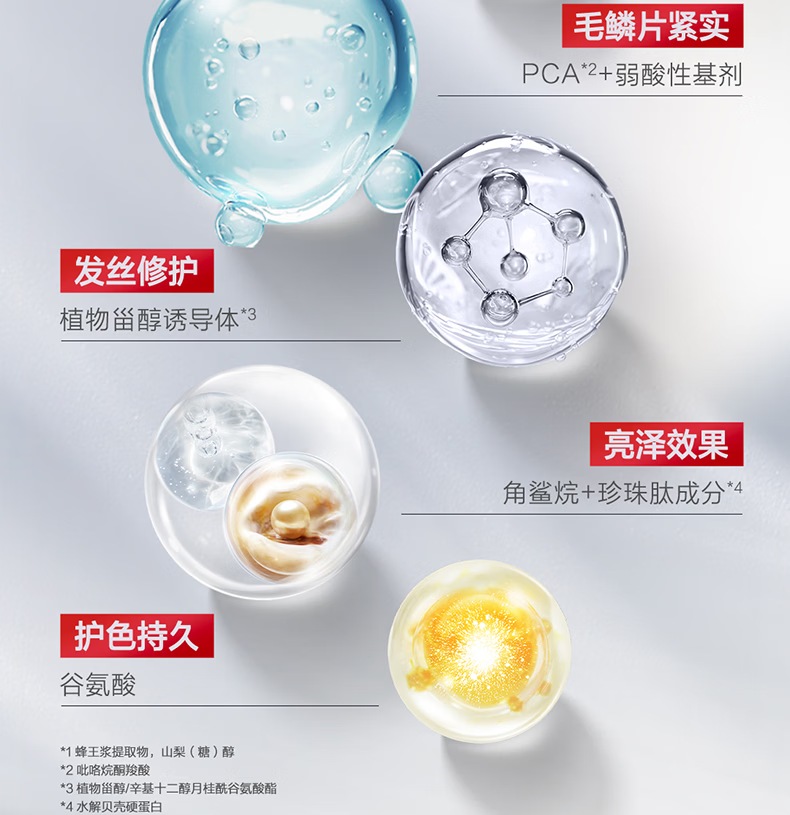 毛鳞片紧实
PCA*2+弱酸性基剂
发丝修护
植物甾醇诱导体*3
亮泽效果
角鲨烷+珍珠肽成分*4
护色持久
谷氨酸
*1 蜂王浆提取物，山梨（糖）醇
*2 吡咯烷酮羧酸
*3 植物甾醇/辛基十二醇月桂酰谷氨酸酯
*4 水解贝壳硬蛋白